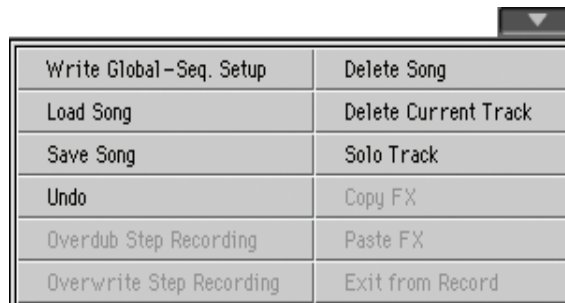 Write Global-Seq. Setup
Delete Song
Load Song
Delete Current Track
Save Song
Solo Track
Undo
Copy FX
Overdub Step Recording
Paste FX
Overwrite Step Recording
Exit from Record